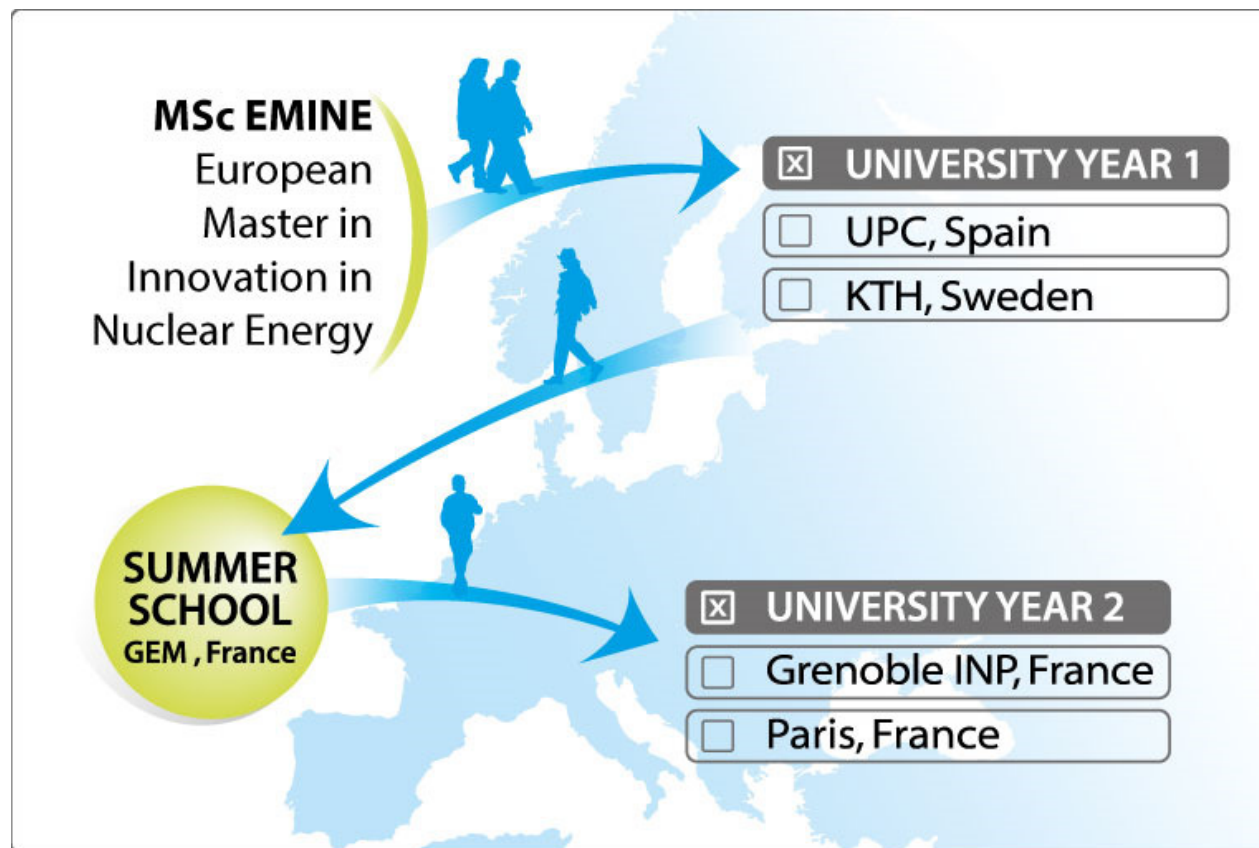 MSc EMINE
European
Master in
Innovation in
Nuclear Energy
UNIVERSITY YEAR 1
UPC, Spain
KTH, Sweden
SUMMER
SCHOOL
GEM , France
UNIVERSITY YEAR 2
Grenoble INP, France
Paris, France